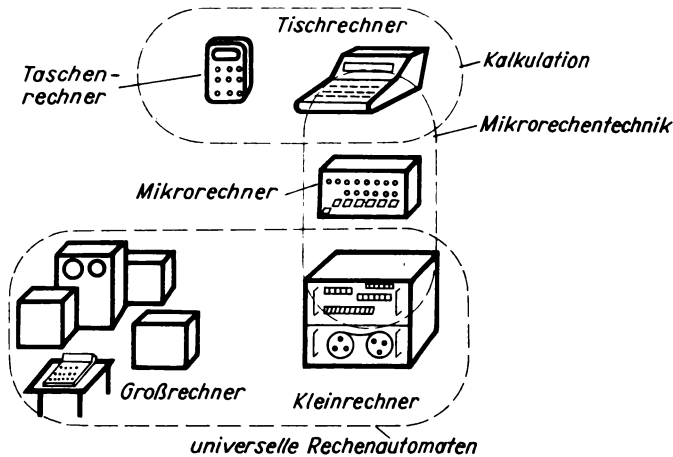 Tischrechner
Taschen-
rechner
Kalkulation
Mikrorechentechnik
Mikrorechner
Großrechner
Kleinrechner
universelle Rechenautomaten